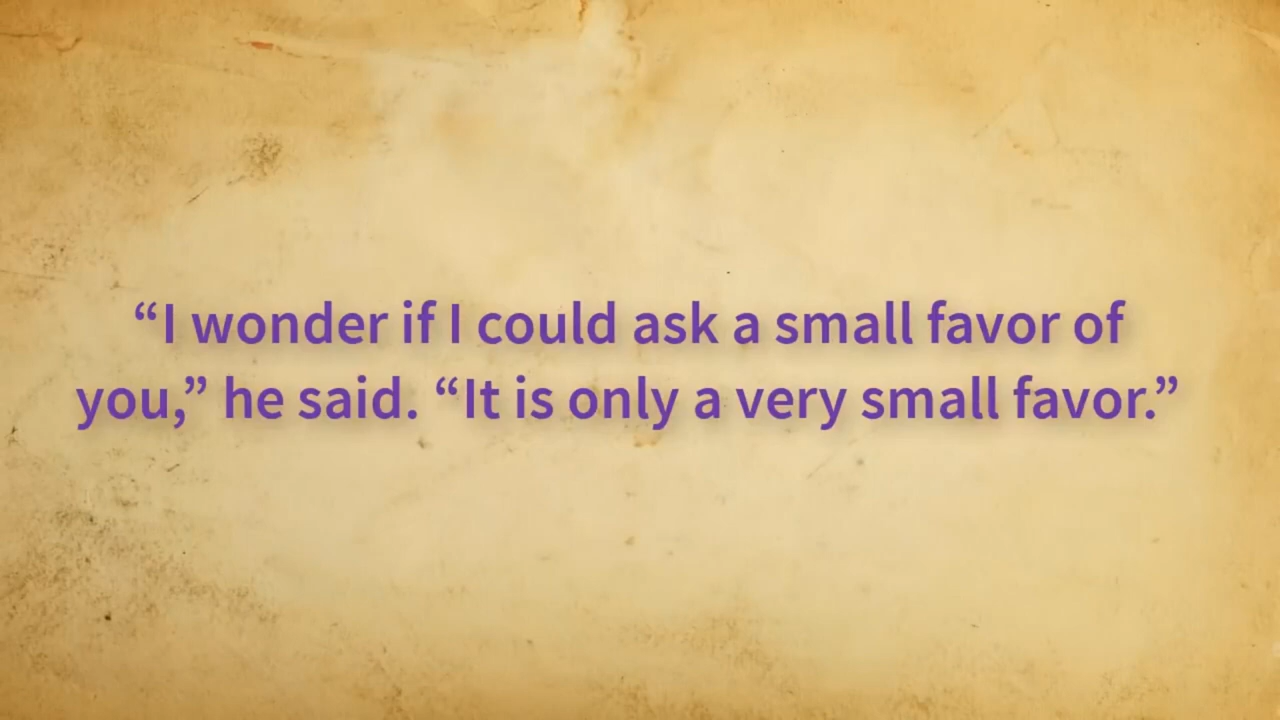 “I wonder if I could ask a small favor of
you,” he said. “It is only a very small favor.”